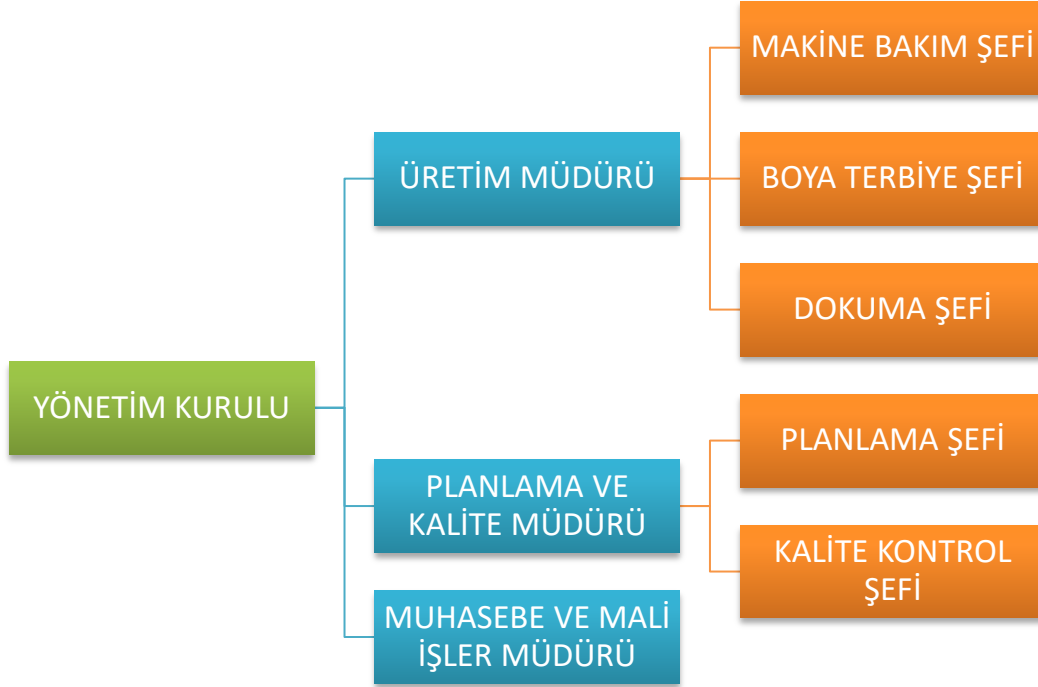 MAKİNE BAKIM ŞEFİ
ÜRETİM MÜDÜRÜ
BOYA TERBİYE ŞEFİ
DOKUMA ŞEFİ
YÖNETİM KURULU
PLANLAMA ŞEFİ
PLANLAMA VE
KALİTE MÜDÜRÜ
KALİTE KONTROL
ŞEFİ
MUHASEBE VE MALİ
İŞLER MÜDÜRÜ